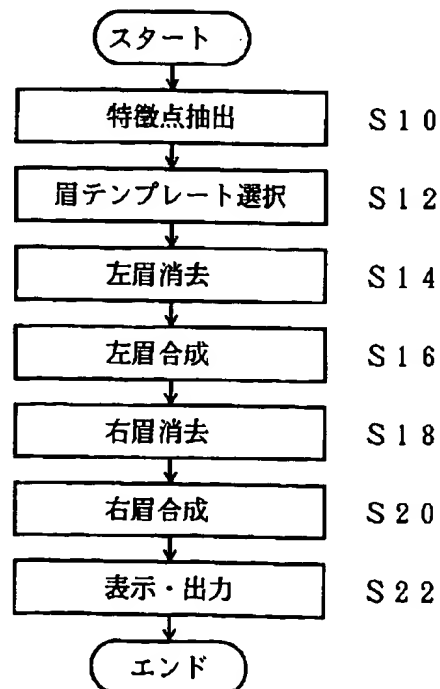 スタート
特徴点抽出 S10
眉テンプレート選択 S12
左眉消去 S14
左眉合成 S16
右眉消去 S18
右眉合成 S20
表示・出力 S22
エンド